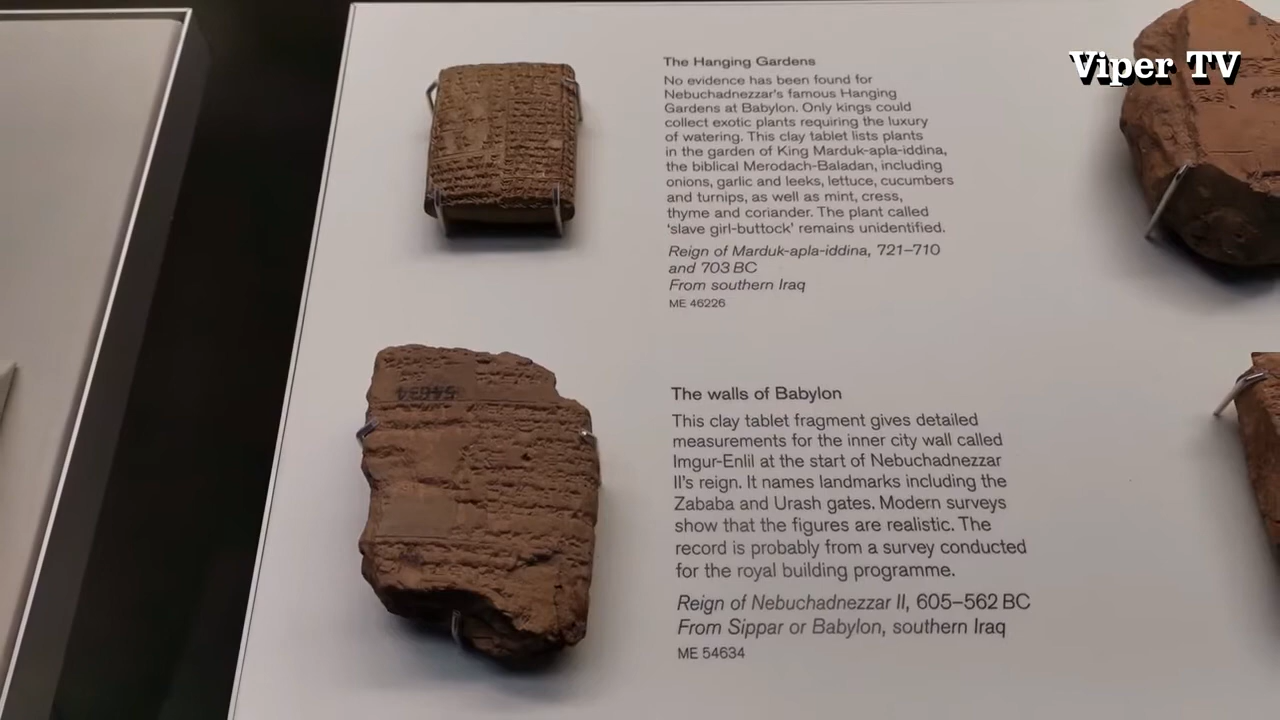 Viper TV
The Hanging Gardens
No evidence has been found for
Nebuchadnezzar's famous Hanging
Gardens at Babylon. Only kings could
collect exotic plants requiring the luxury
of watering. This clay tablet lists plants
in the garden of King Marduk-apla-iddina,
the biblical Merodach-Baladan, including
onions, garlic and leeks, lettuce, cucumbers
and turnips, as well as mint, cress,
thyme and coriander. The plant called
‘slave girl-buttock’ remains unidentified.
Reign of Marduk-apla-iddina, 721–710
and 703 BC
From southern Iraq
ME 46226
54634
The walls of Babylon
This clay tablet fragment gives detailed
measurements for the inner city wall called
Imgur-Enlil at the start of Nebuchadnezzar
II's reign. It names landmarks including the
Zababa and Urash gates. Modern surveys
show that the figures are realistic. The
record is probably from a survey conducted
for the royal building programme.
Reign of Nebuchadnezzar II, 605–562 BC
From Sippar or Babylon, southern Iraq
ME 54634